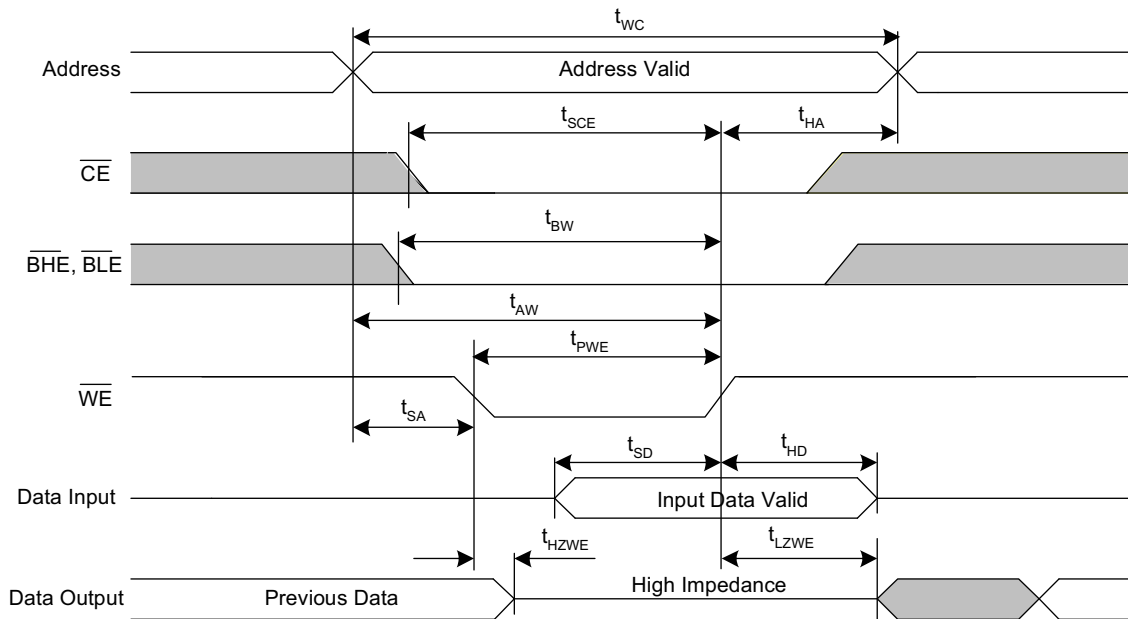 tWC
Address
Address Valid
tSCE
tHA
CE
tBW
BHE, BLE
tAW
tPWE
WE
tSA
tSD
tHD
Data Input
Input Data Valid
tHZWE
tLZWE
High Impedance
Data Output
Previous Data